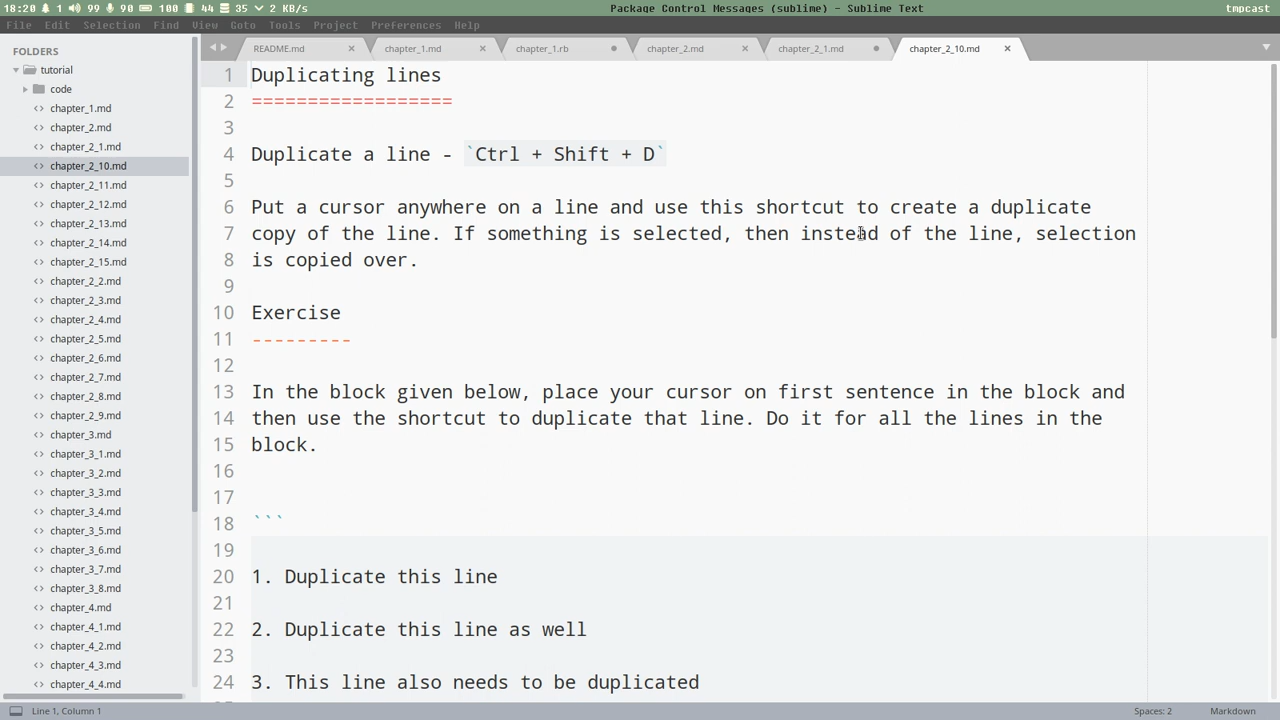 18:20 1 99 90 100 44 35 2 KB/s
Package Control Messages (sublime) - Sublime Text
tmpcast
File Edit Selection Find View Goto Tools Project Preferences Help
FOLDERS
tutorial
code
chapter_1.md
chapter_2.md
chapter_2_1.md
chapter_2_10.md
chapter_2_11.md
chapter_2_12.md
chapter_2_13.md
chapter_2_14.md
chapter_2_15.md
chapter_2_2.md
chapter_2_3.md
chapter_2_4.md
chapter_2_5.md
chapter_2_6.md
chapter_2_7.md
chapter_2_8.md
chapter_2_9.md
chapter_3.md
chapter_3_1.md
chapter_3_2.md
chapter_3_3.md
chapter_3_4.md
chapter_3_5.md
chapter_3_6.md
chapter_3_7.md
chapter_3_8.md
chapter_4.md
chapter_4_1.md
chapter_4_2.md
chapter_4_3.md
chapter_4_4.md
README.md chapter_1.md chapter_1.rb chapter_2.md chapter_2_1.md chapter_2_10.md
1 Duplicating lines
2 ==================
3
4 Duplicate a line - `Ctrl + Shift + D`
5
6 Put a cursor anywhere on a line and use this shortcut to create a duplicate
7 copy of the line. If something is selected, then instead of the line, selection
8 is copied over.
9
10 Exercise
11 ---------
12
13 In the block given below, place your cursor on first sentence in the block and
14 then use the shortcut to duplicate that line. Do it for all the lines in the
15 block.
16
17
18 ```
19
20 1. Duplicate this line
21
22 2. Duplicate this line as well
23
24 3. This line also needs to be duplicated
Line 1, Column 1
Spaces: 2
Markdown